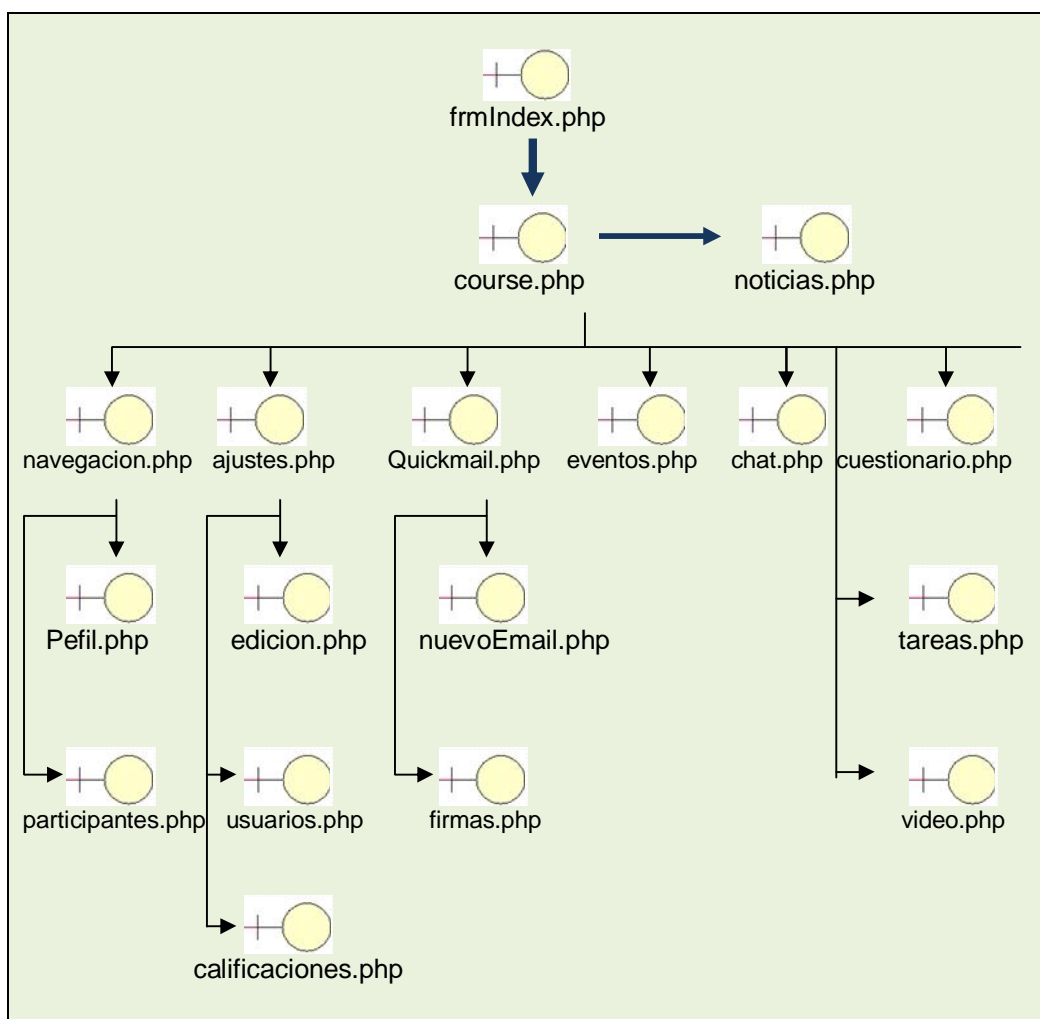 frmIndex.php
course.php
noticias.php
navegacion.php
ajustes.php
Quickmail.php
eventos.php
chat.php
cuestionario.php
Pefil.php
edicion.php
nuevoEmail.php
tareas.php
participantes.php
usuarios.php
firmas.php
video.php
calificaciones.php